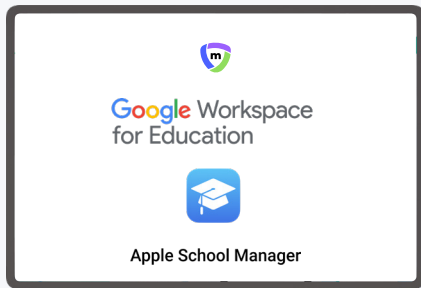 m
Google Workspace
for Education
Apple School Manager